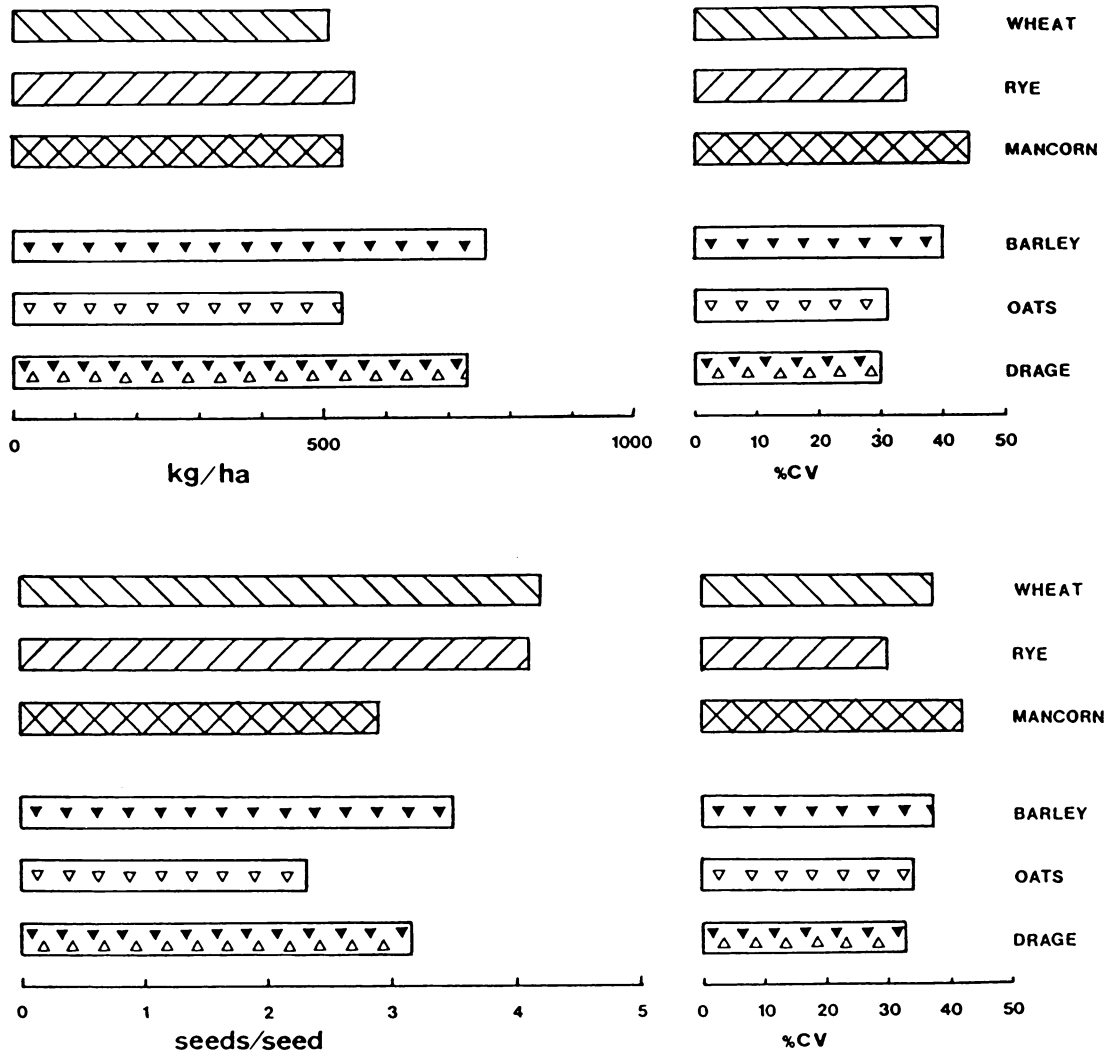 WHEAT
RYE
MANCORN
BARLEY
OATS
DRAGE
0 500 1000
kg/ha
0 10 20 30 40 50
%CV
WHEAT
RYE
MANCORN
BARLEY
OATS
DRAGE
0 1 2 3 4 5
seeds/seed
0 10 20 30 40 50
%CV